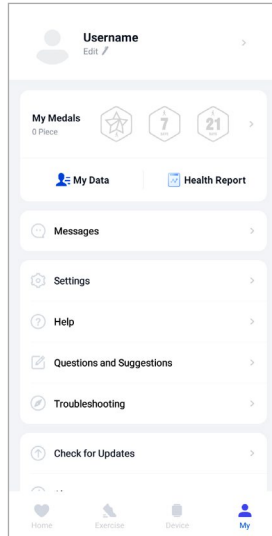 Username
Edit
My Medals
0 Piece
7
21
My Data
Health Report
Messages
Settings
Help
Questions and Suggestions
Troubleshooting
Check for Updates
Home
Exercise
Device
My